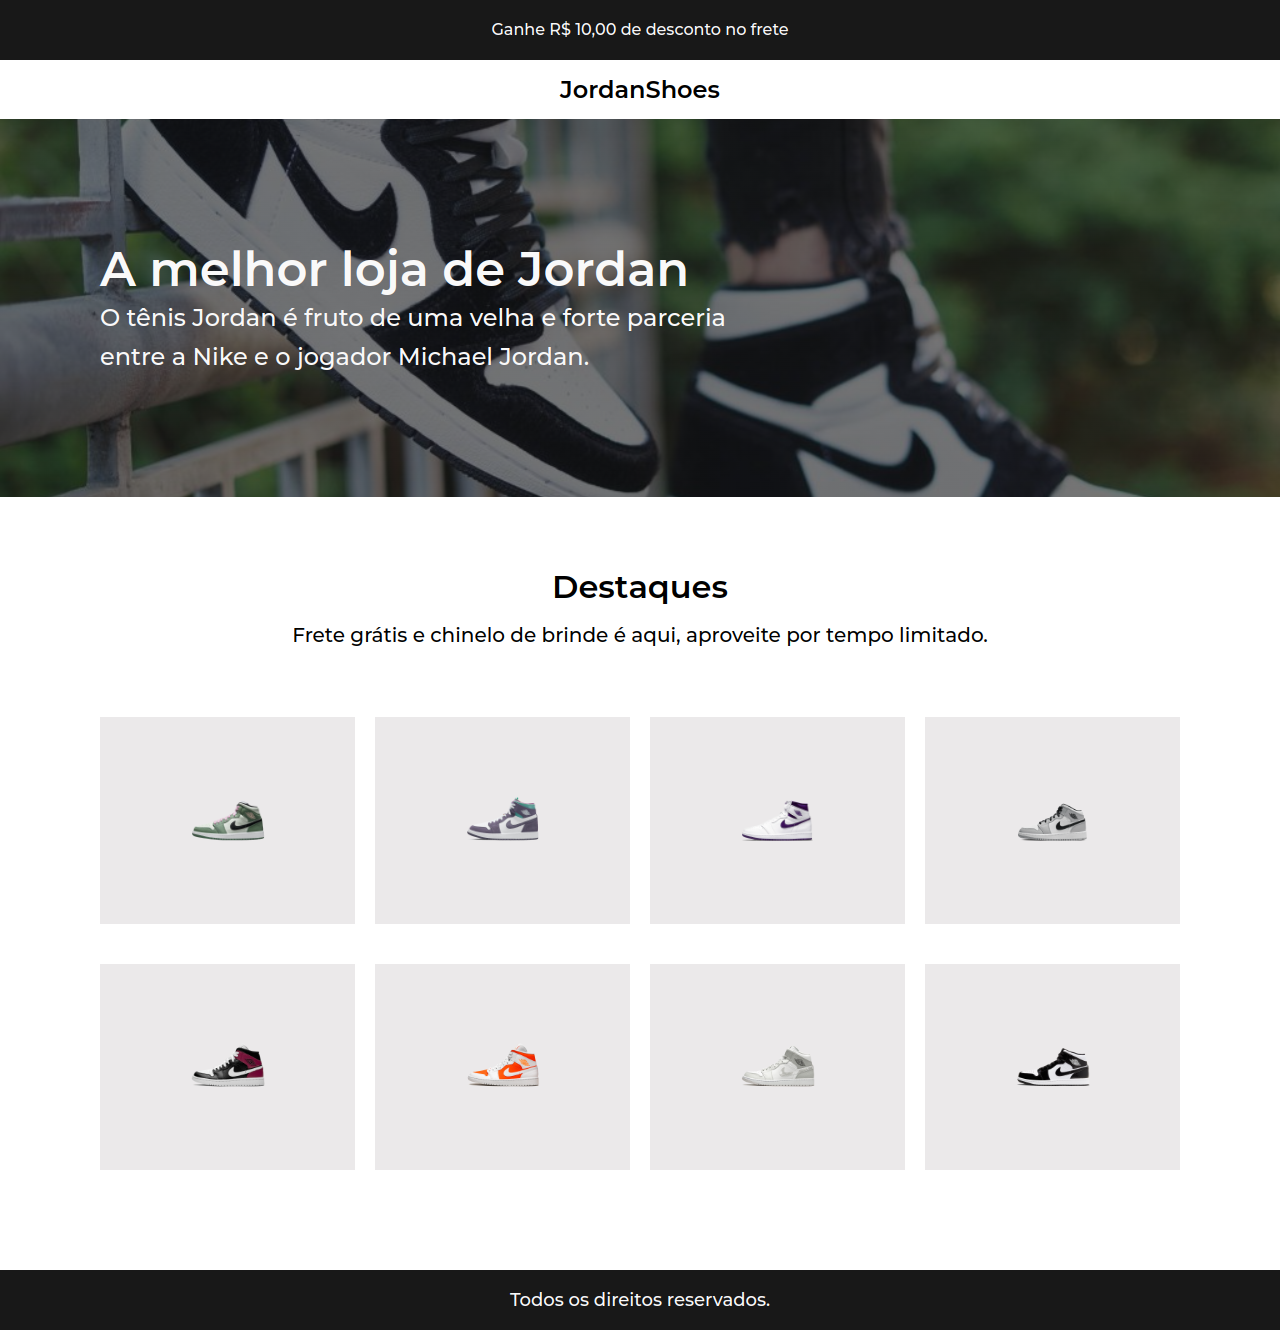 Ganhe R$ 10,00 de desconto no frete
JordanShoes
A melhor loja de Jordan
O tênis Jordan é fruto de uma velha e forte parceria
entre a Nike e o jogador Michael Jordan.
Destaques
Frete grátis e chinelo de brinde é aqui, aproveite por tempo limitado.
Todos os direitos reservados.